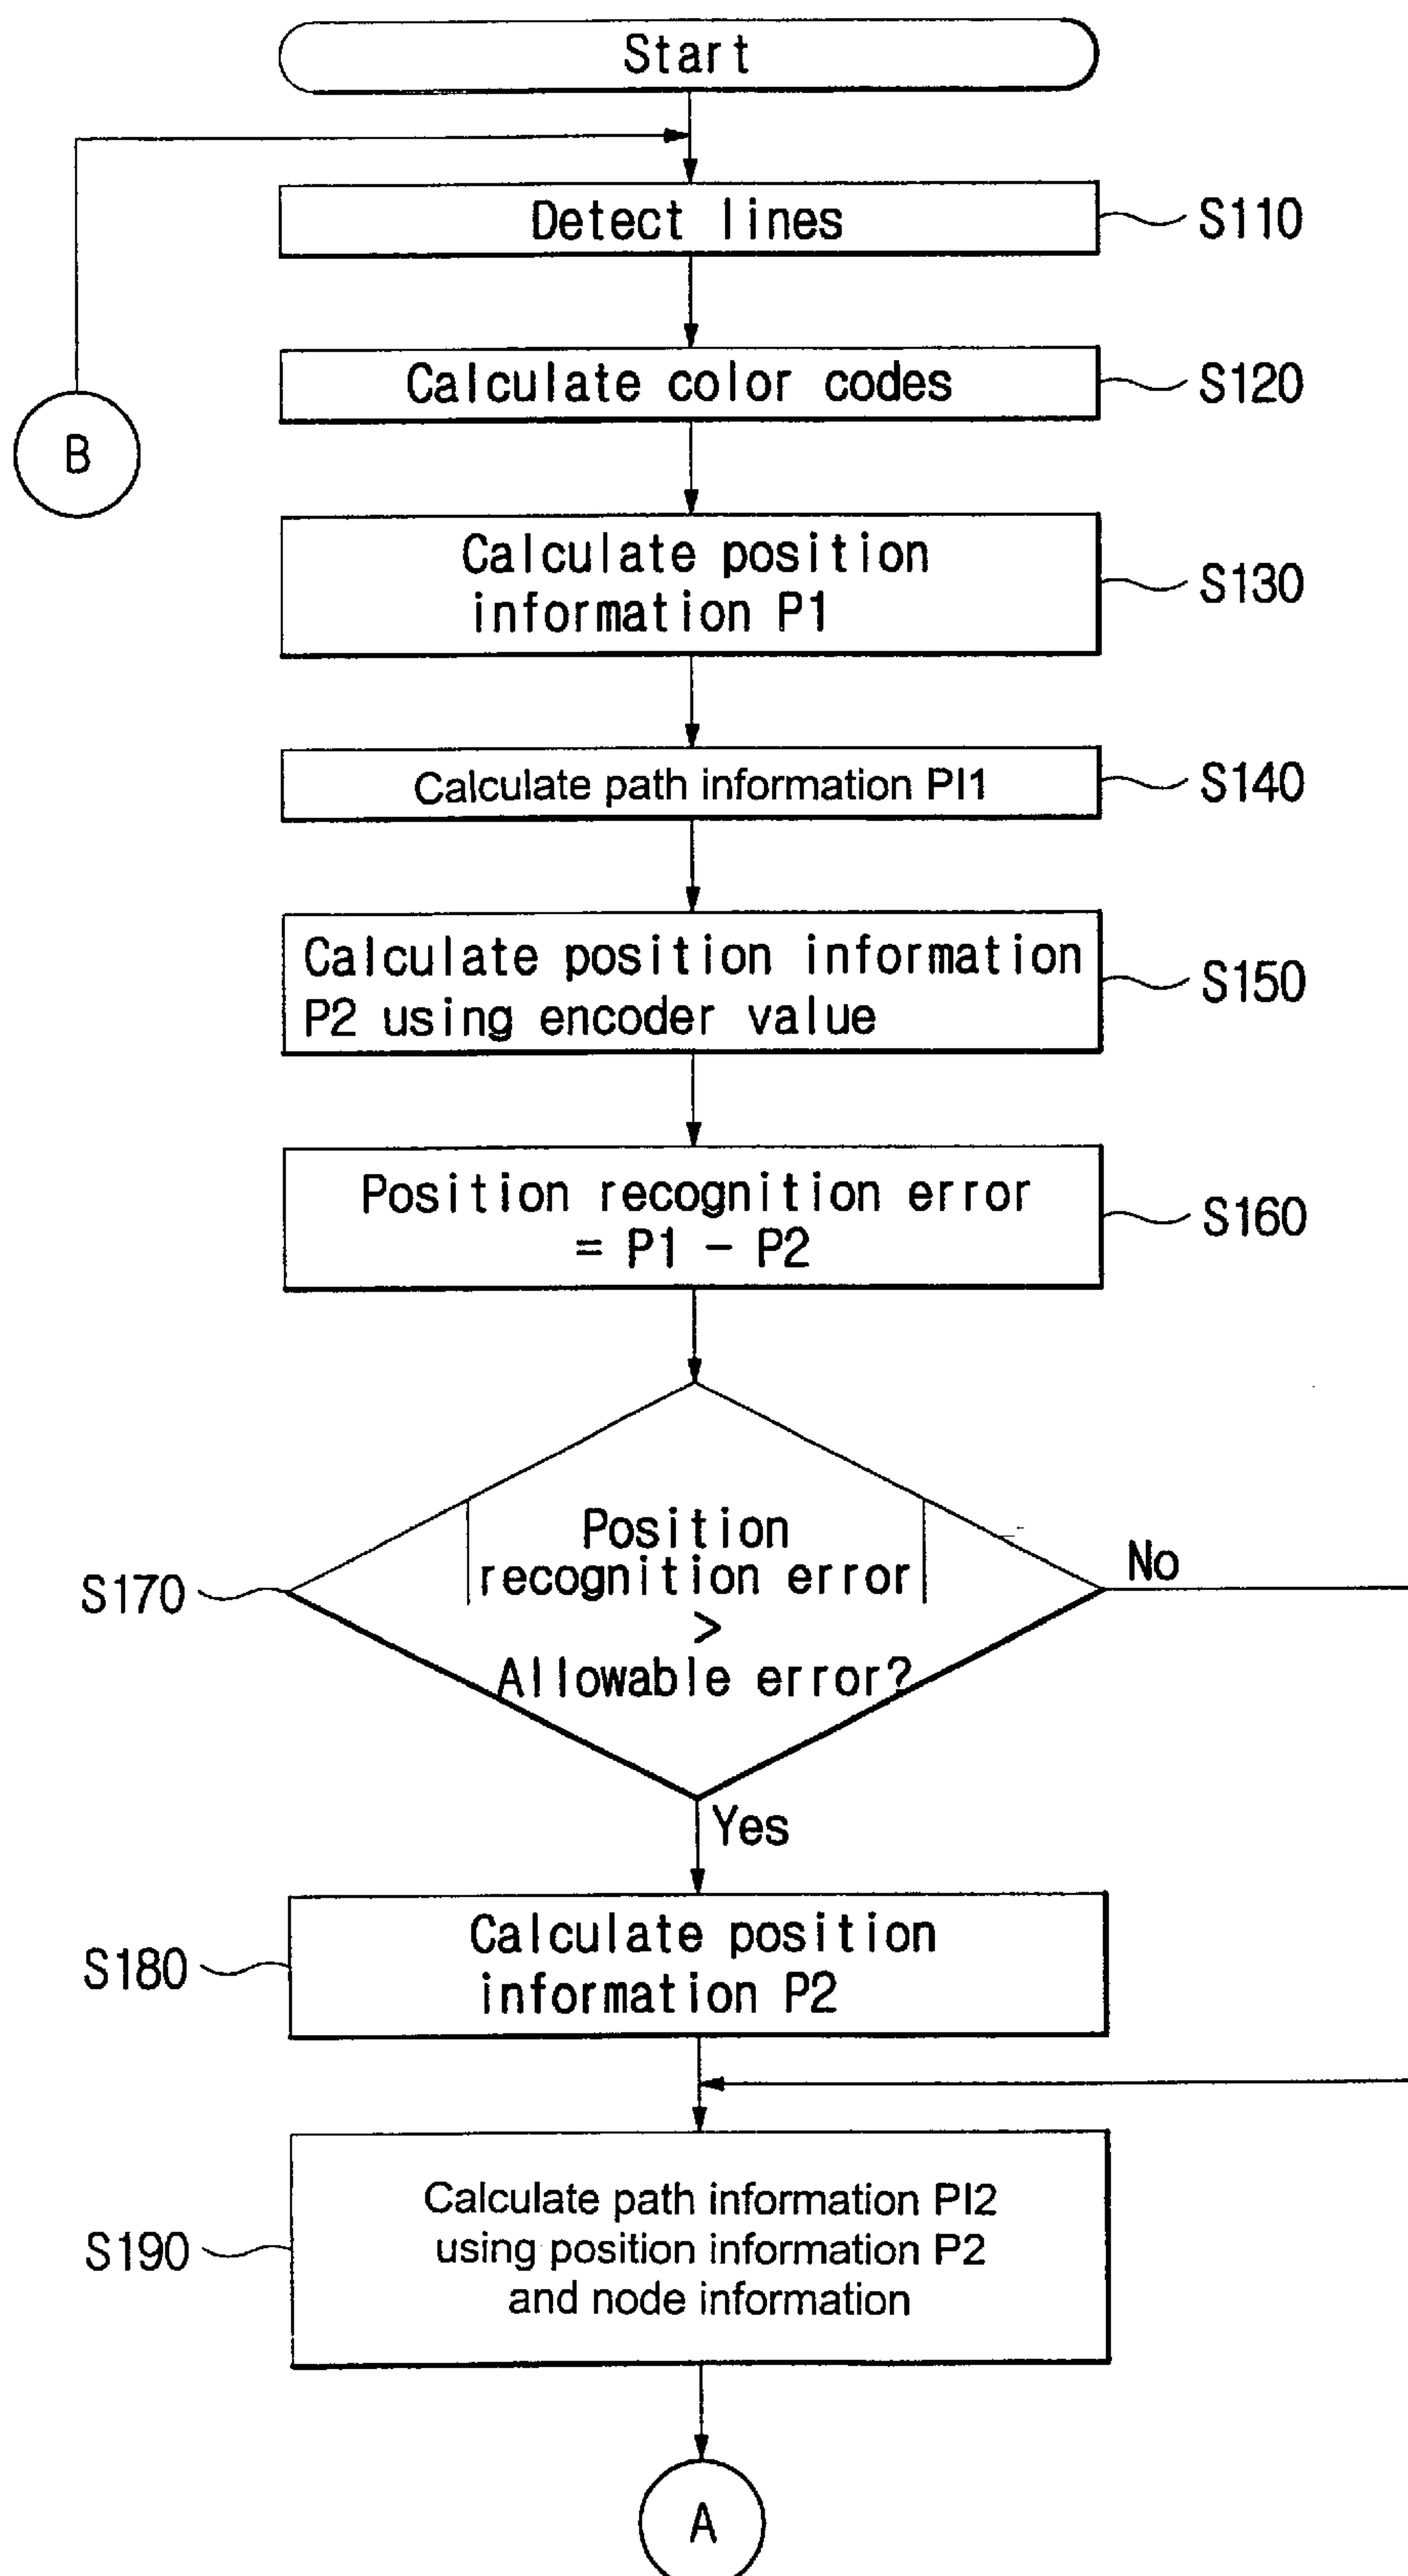 Start
Detect lines
S110
Calculate color codes
S120
B
Calculate position
information P1
S130
Calculate path information PI1
S140
Calculate position information
P2 using encoder value
S150
Position recognition error
= P1 - P2
S160
Position
recognition error
>
Allowable error?
S170
No
Yes
Calculate position
information P2
S180
Calculate path information PI2
using position information P2
and node information
S190
A